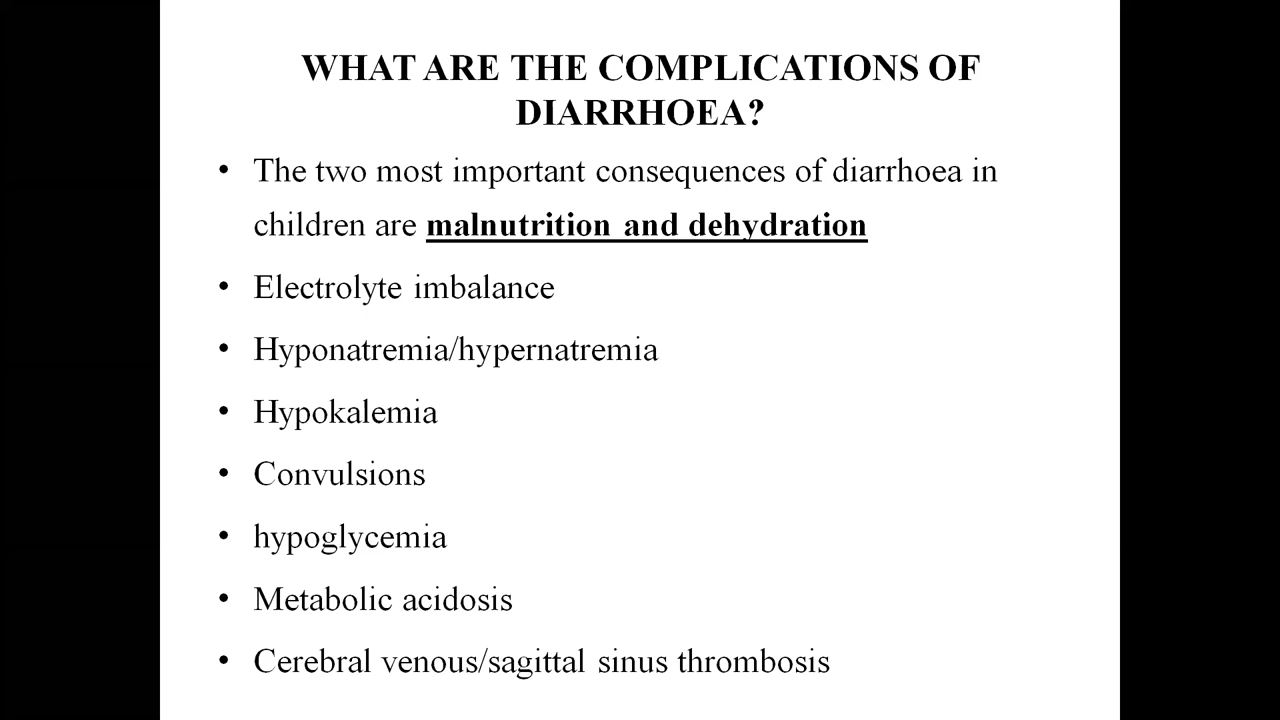 WHAT ARE THE COMPLICATIONS OF
DIARRHOEA?
• The two most important consequences of diarrhoea in
children are malnutrition and dehydration
• Electrolyte imbalance
• Hyponatremia/hypernatremia
• Hypokalemia
• Convulsions
• hypoglycemia
• Metabolic acidosis
• Cerebral venous/sagittal sinus thrombosis